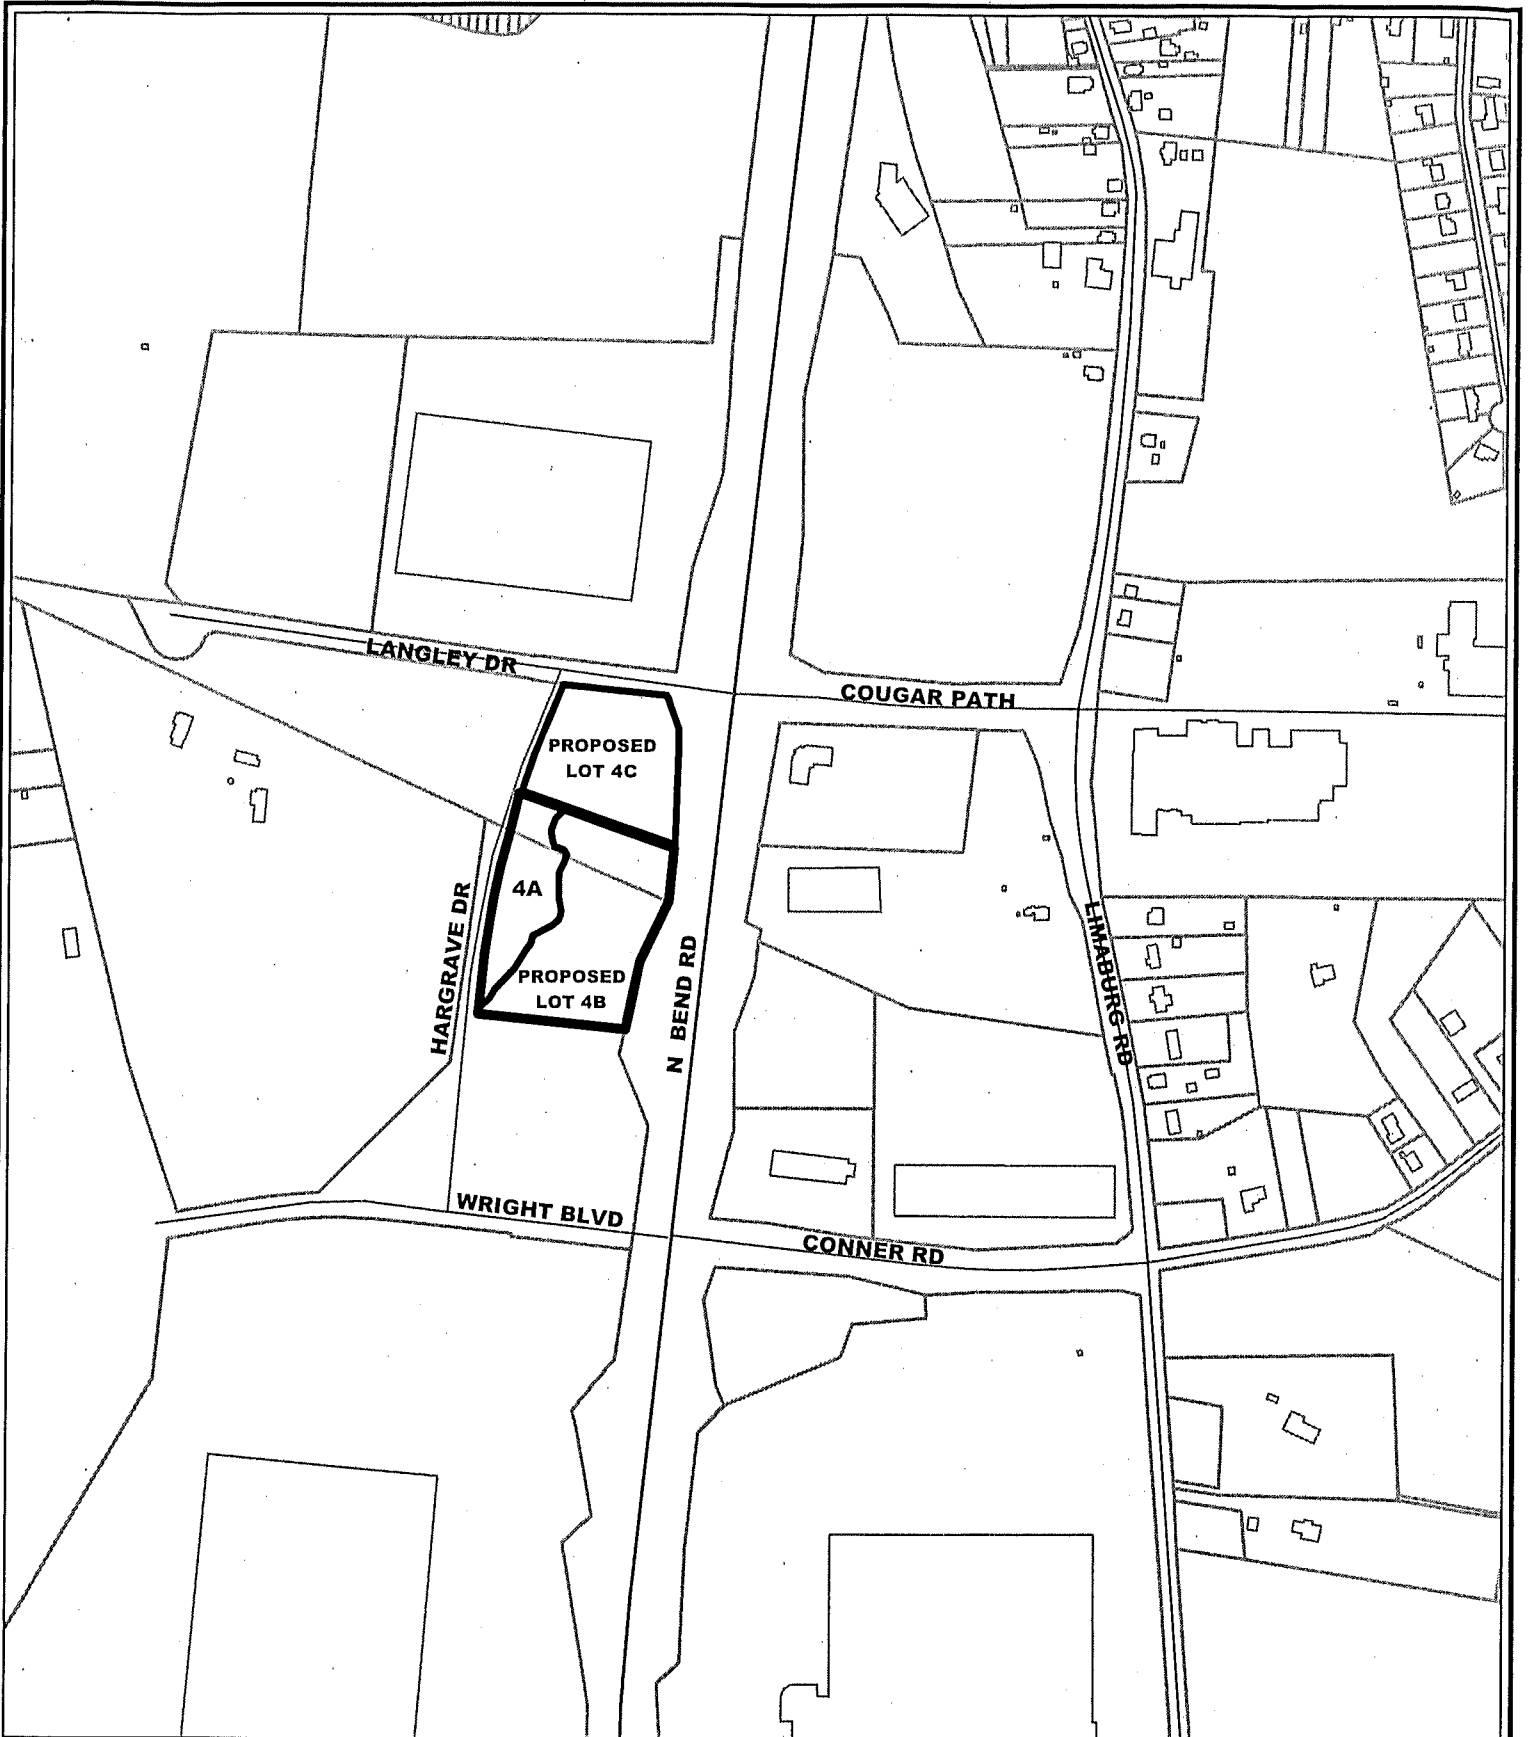 LANGLEY DR
COUGAR PATH
PROPOSED
LOT 4C
4A
HARGRAVE DR
LIMABURG RD
N BEND RD
PROPOSED
LOT 4B
WRIGHT BLVD
CONNER RD